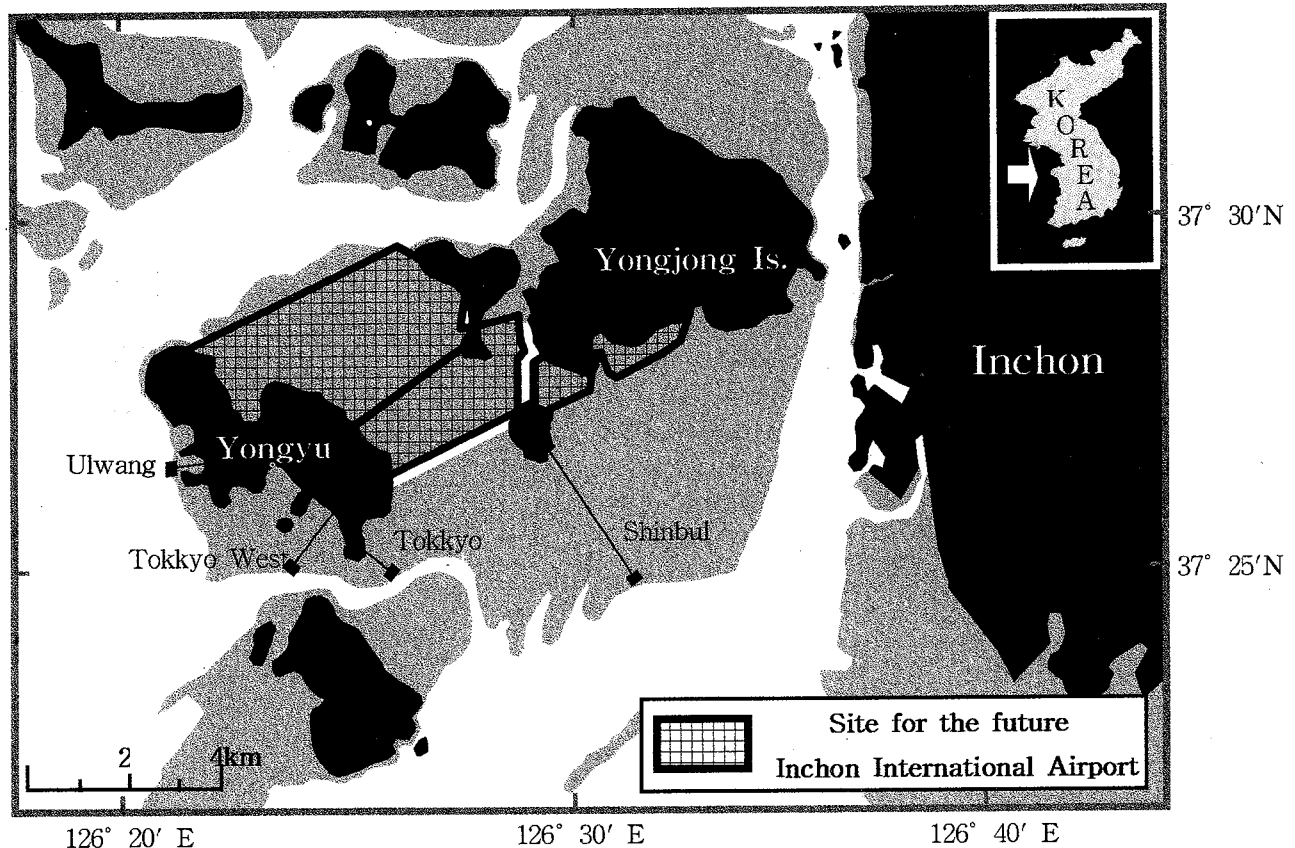 KOREA
37° 30′N
Yongjong Is.
Inchon
Yongyu
Ulwang
Shinbul
Tokkyo
Tokkyo West
37° 25′N
Site for the future
Inchon International Airport
2
4km
126° 20′ E
126° 30′ E
126° 40′ E